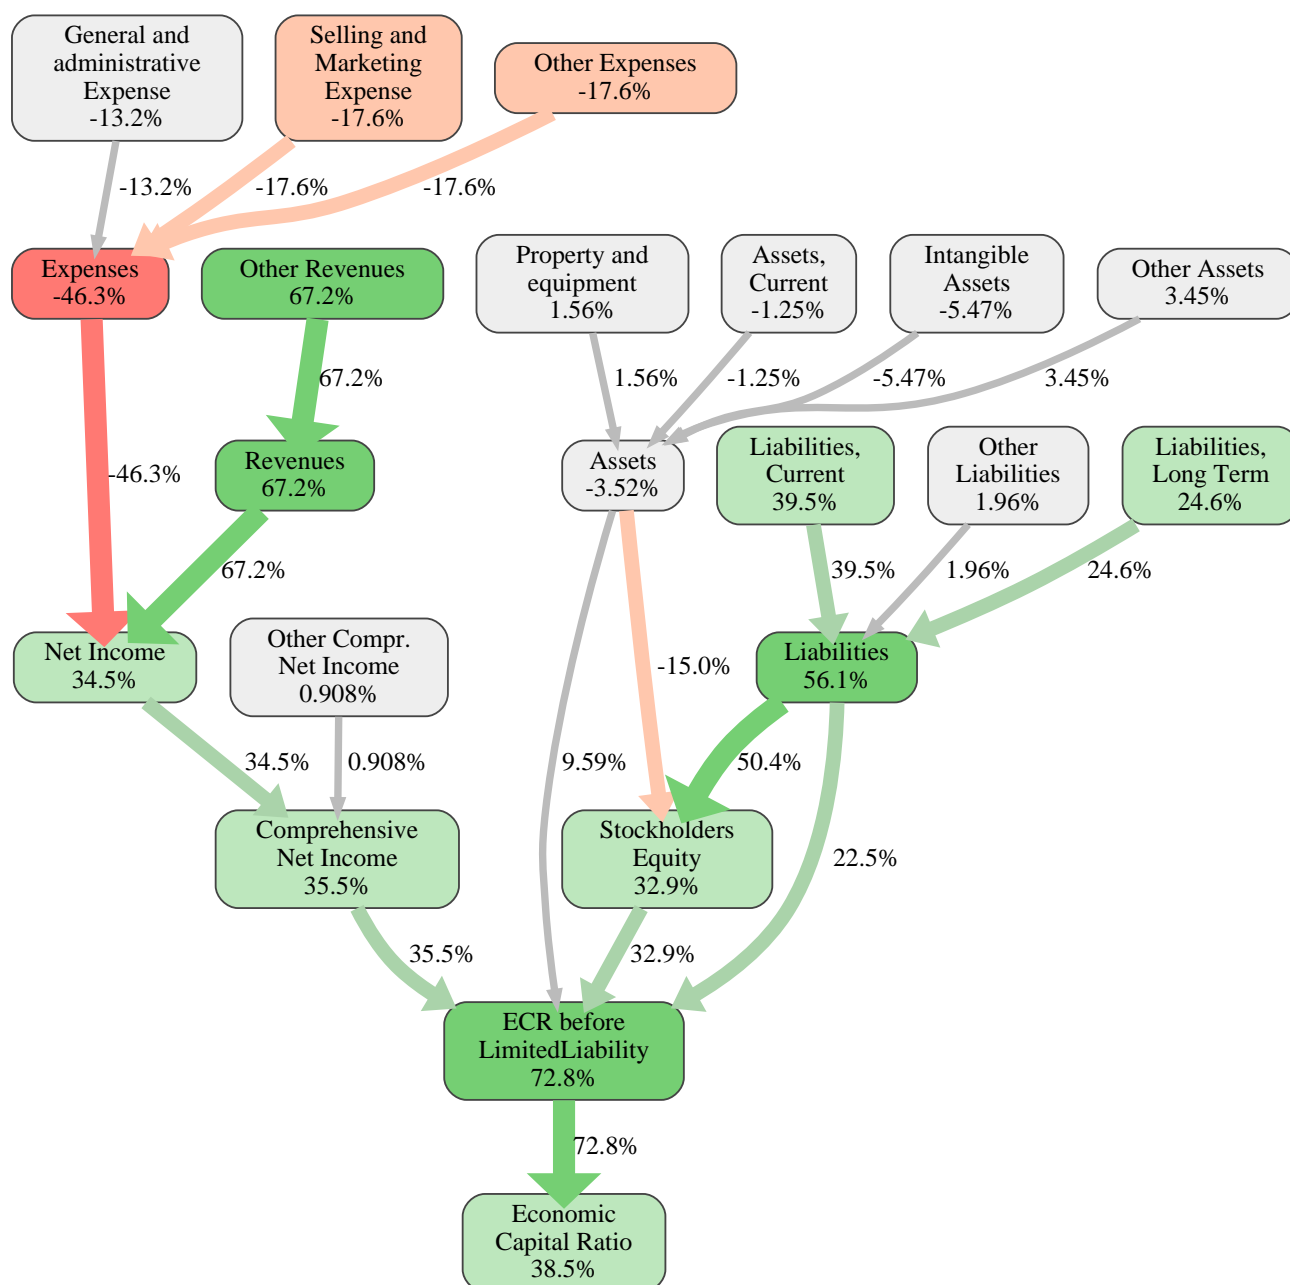 General and
administrative
Expense
-13.2%
Selling and
Marketing
Expense
-17.6%
Other Expenses
-17.6%
-13.2%
-17.6%
-17.6%
Expenses
-46.3%
Other Revenues
67.2%
Property and
equipment
1.56%
Assets,
Current
-1.25%
Intangible
Assets
-5.47%
Other Assets
3.45%
67.2%
1.56%
-1.25%
-5.47%
3.45%
-46.3%
Revenues
67.2%
Assets
-3.52%
Liabilities,
Current
39.5%
Other
Liabilities
1.96%
Liabilities,
Long Term
24.6%
67.2%
39.5%
1.96%
24.6%
Net Income
34.5%
Other Compr.
Net Income
0.908%
-15.0%
Liabilities
56.1%
34.5%
0.908%
9.59%
50.4%
Comprehensive
Net Income
35.5%
Stockholders
Equity
32.9%
22.5%
35.5%
32.9%
ECR before
LimitedLiability
72.8%
72.8%
Economic
Capital Ratio
38.5%